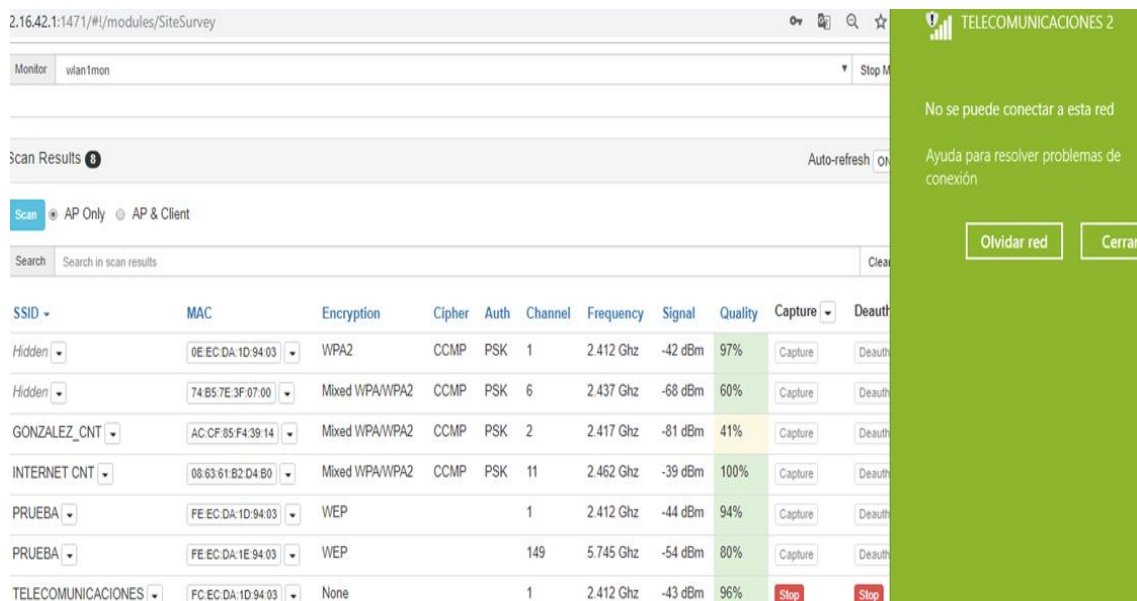 2.16.42.1:1471/#!/modules/SiteSurvey
Monitor wlan1mon Stop M
Scan Results 8 Auto-refresh ON
Scan AP Only AP & Client
Search Search in scan results Clear
SSID MAC Encryption Cipher Auth Channel Frequency Signal Quality Capture Deauth
Hidden 0E:EC:DA:1D:94:03 WPA2 CCMP PSK 1 2.412 Ghz -42 dBm 97% Capture Deauth
Hidden 74:B5:7E:3F:07:00 Mixed WPA/WPA2 CCMP PSK 6 2.437 Ghz -68 dBm 60% Capture Deauth
GONZALEZ_CNT AC:CF:85:F4:39:14 Mixed WPA/WPA2 CCMP PSK 2 2.417 Ghz -81 dBm 41% Capture Deauth
INTERNET CNT 08:63:61:B2:D4:B0 Mixed WPA/WPA2 CCMP PSK 11 2.462 Ghz -39 dBm 100% Capture Deauth
PRUEBA FE:EC:DA:1D:94:03 WEP 1 2.412 Ghz -44 dBm 94% Capture Deauth
PRUEBA FE:EC:DA:1E:94:03 WEP 149 5.745 Ghz -54 dBm 80% Capture Deauth
TELECOMUNICACIONES FC:EC:DA:1D:94:03 None 1 2.412 Ghz -43 dBm 96% Stop Stop
TELECOMUNICACIONES 2
No se puede conectar a esta red
Ayuda para resolver problemas de
conexión
Olvidar red Cerrar